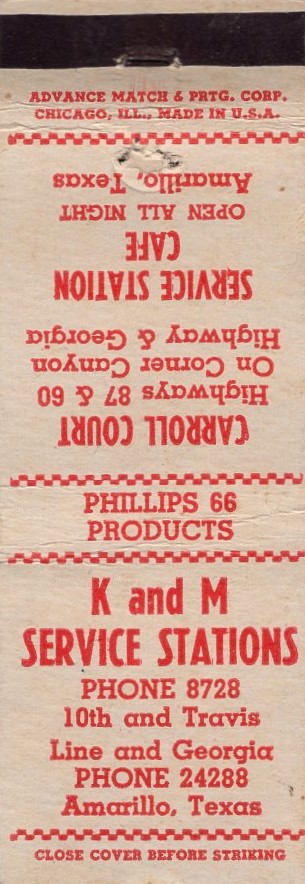 ADVANCE MATCH & PRTG. CORP.
CHICAGO, ILL., MADE IN U.S.A.
CARROLL COURT
Highways 87 & 60
On Corner Canyon
Highway & Georgia
SERVICE STATION
CAFE
OPEN ALL NIGHT
Amarillo, Texas
PHILLIPS 66
PRODUCTS
K and M
SERVICE STATIONS
PHONE 8728
10th and Travis
Line and Georgia
PHONE 24288
Amarillo, Texas
CLOSE COVER BEFORE STRIKING